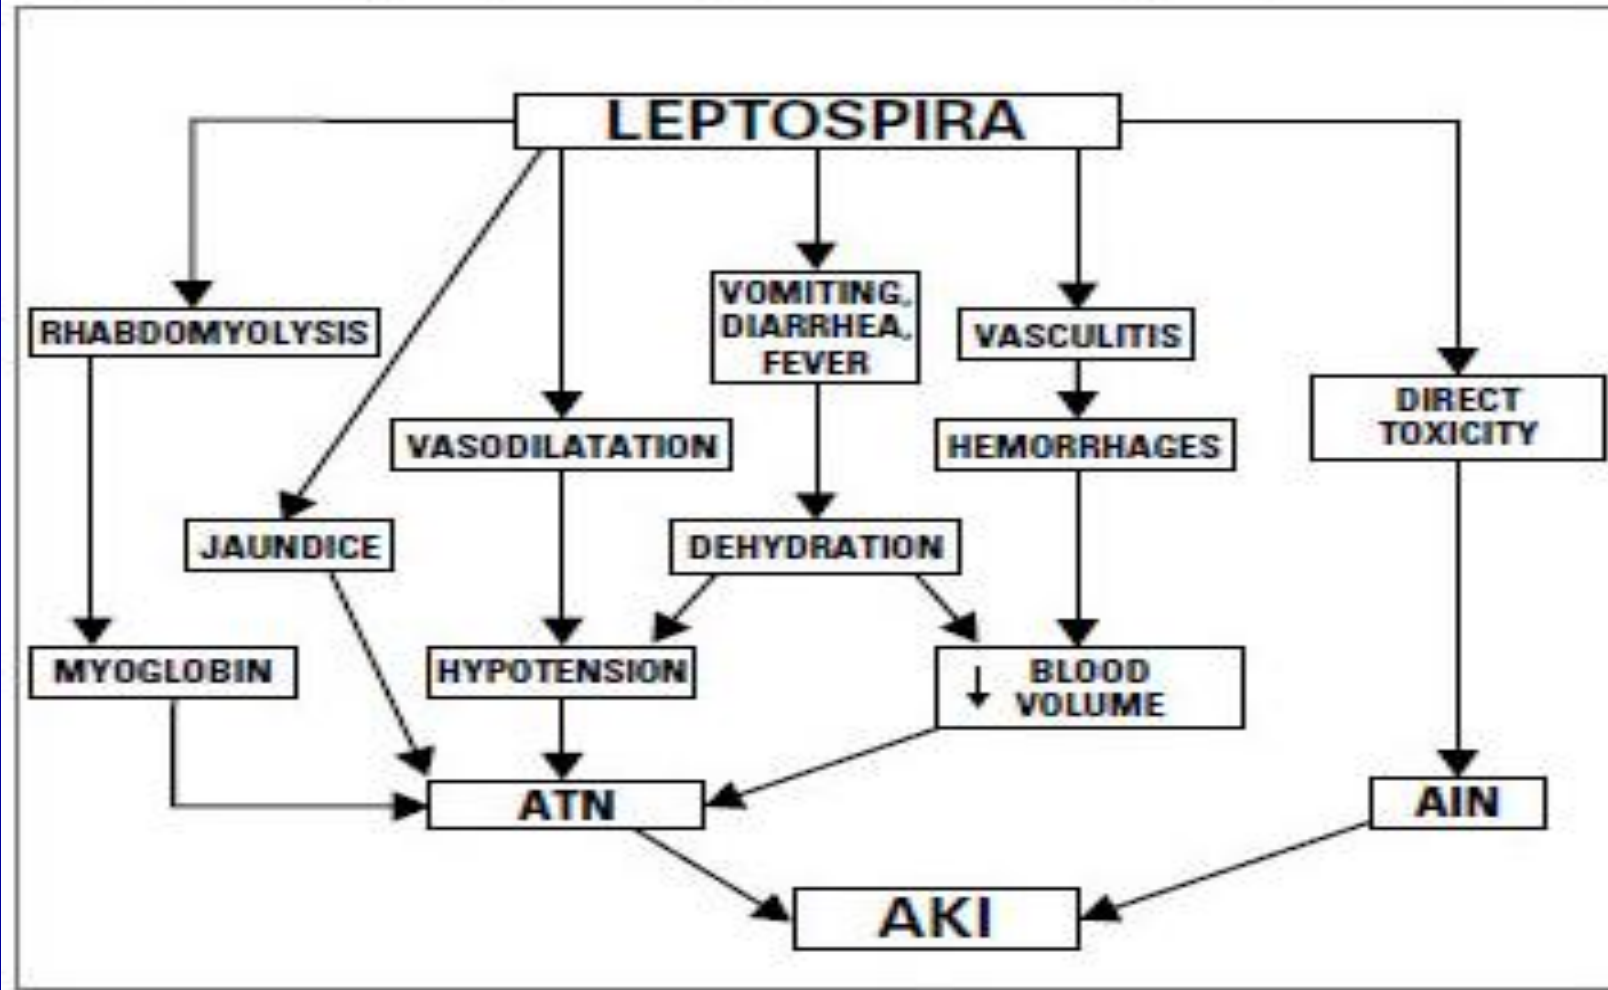 LEPTOSPIRA
RHABDOMYOLYSIS
VOMITING,
DIARRHEA,
FEVER
VASCULITIS
DIRECT
TOXICITY
VASODILATATION
HEMORRHAGES
JAUNDICE
DEHYDRATION
MYOGLOBIN
HYPOTENSION
↓ BLOOD
VOLUME
ATN
AIN
AKI